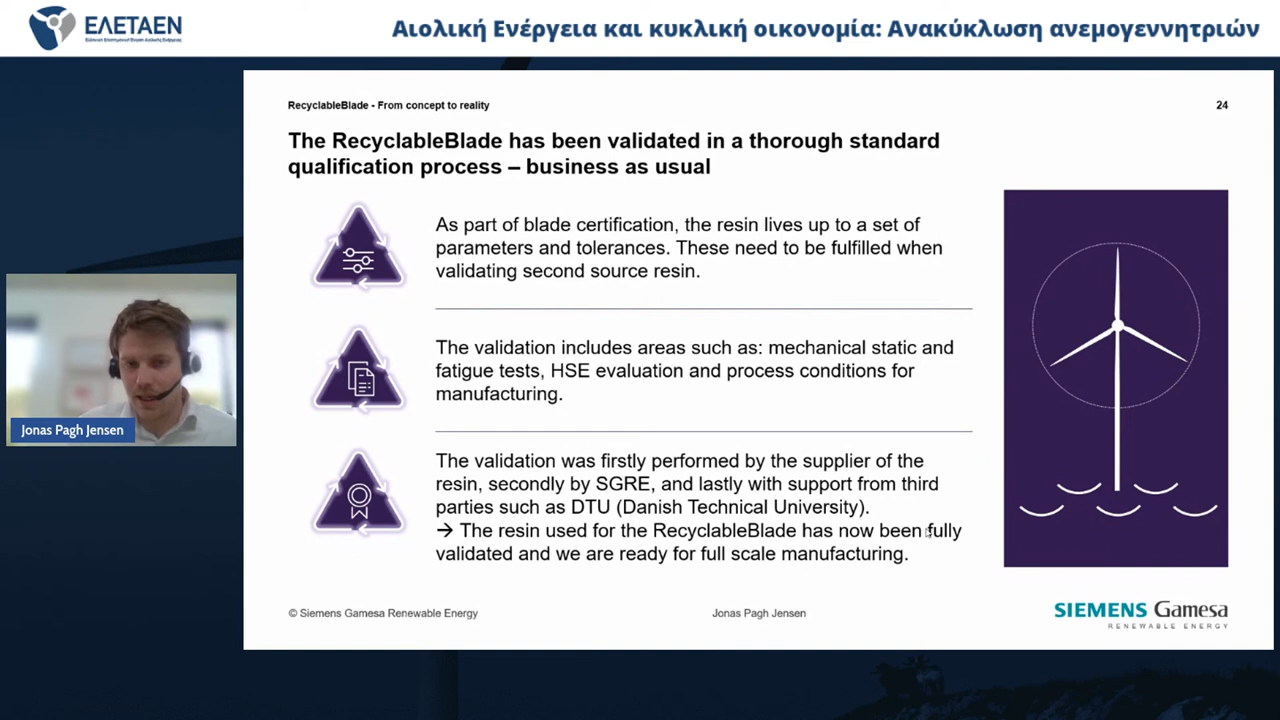 ΕΛΕΤΑΕΝ
Ελληνική Επιστημονική Ένωση Αιολικής Ενέργειας
Αιολική Ενέργεια και κυκλική οικονομία: Ανακύκλωση ανεμογεννητριών
RecyclableBlade - From concept to reality
24
The RecyclableBlade has been validated in a thorough standard
qualification process – business as usual
As part of blade certification, the resin lives up to a set of
parameters and tolerances. These need to be fulfilled when
validating second source resin.
The validation includes areas such as: mechanical static and
fatigue tests, HSE evaluation and process conditions for
manufacturing.
The validation was firstly performed by the supplier of the
resin, secondly by SGRE, and lastly with support from third
parties such as DTU (Danish Technical University).
→ The resin used for the RecyclableBlade has now been fully
validated and we are ready for full scale manufacturing.
Jonas Pagh Jensen
© Siemens Gamesa Renewable Energy
Jonas Pagh Jensen
SIEMENS Gamesa
RENEWABLE ENERGY